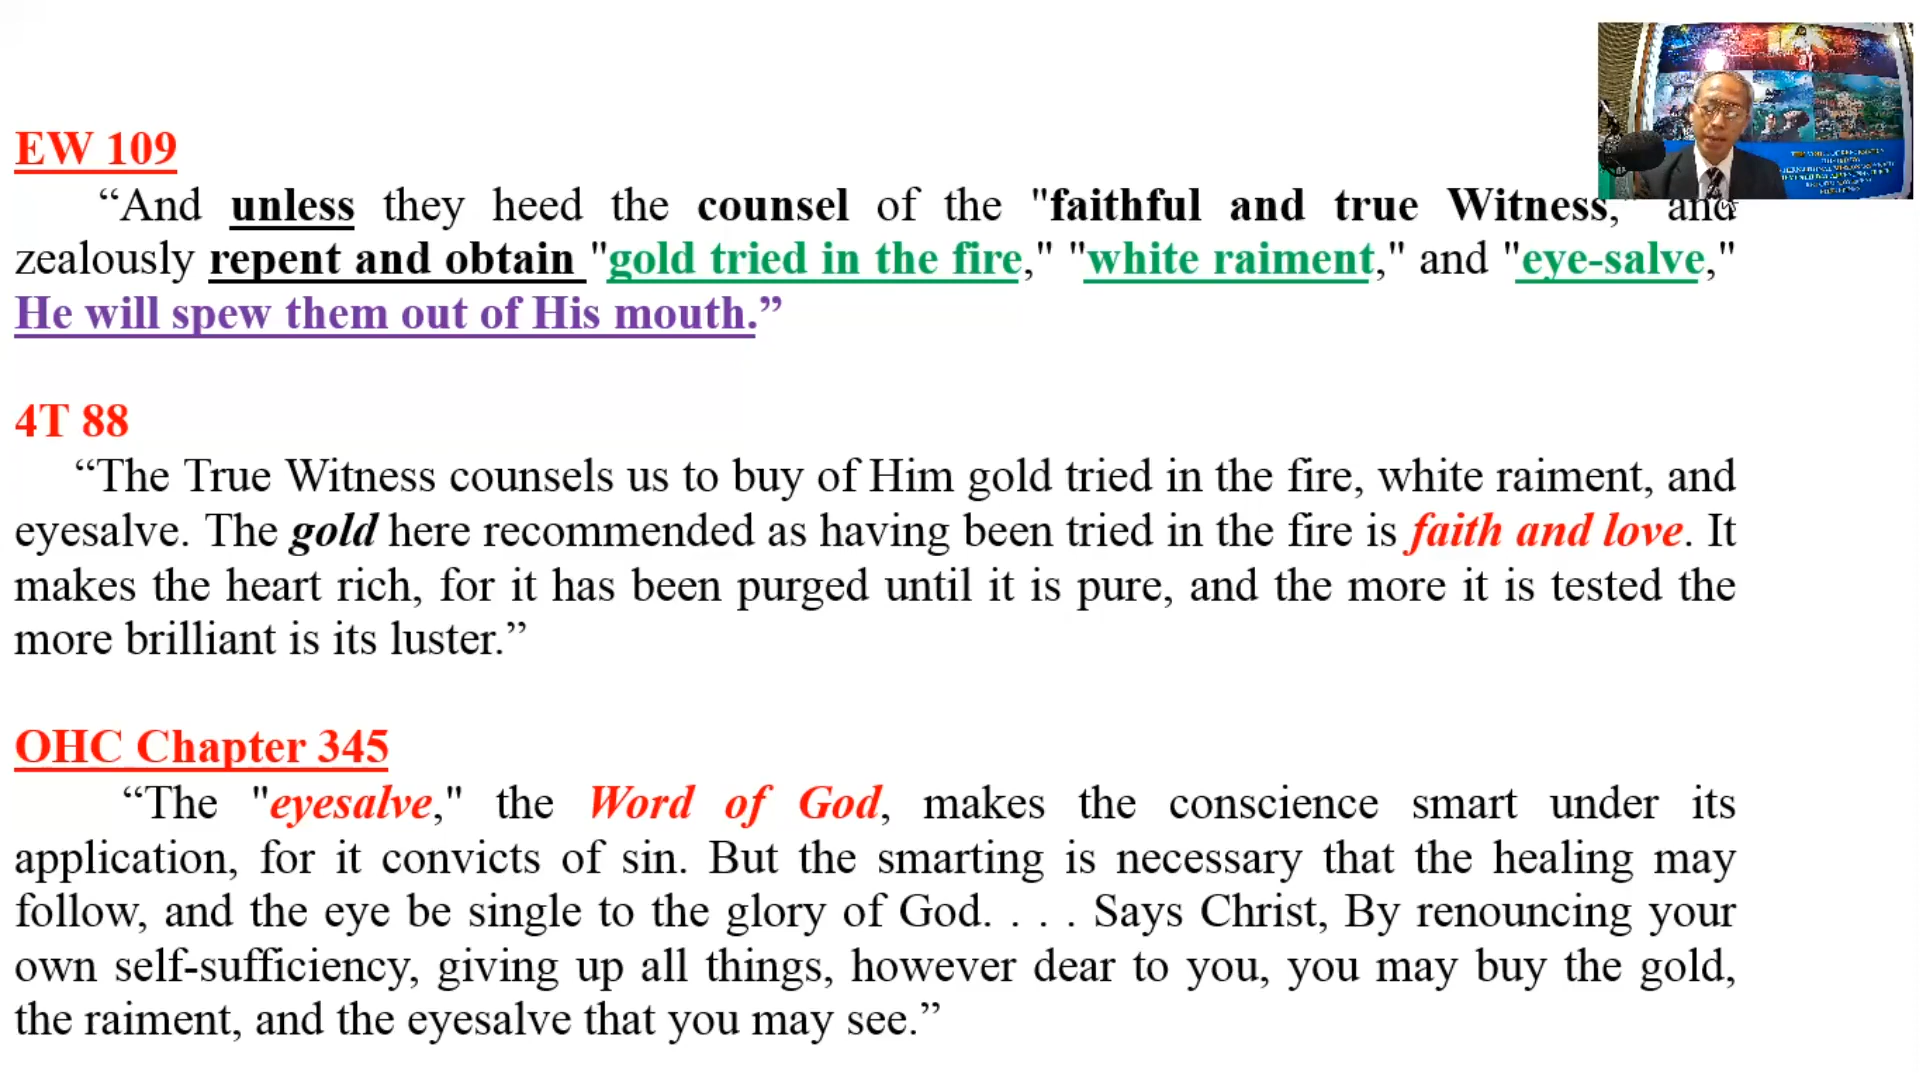 EW 109
“And unless they heed the counsel of the "faithful and true Witness, and
zealously repent and obtain "gold tried in the fire," "white raiment," and "eye-salve,"
He will spew them out of His mouth.”
4T 88
“The True Witness counsels us to buy of Him gold tried in the fire, white raiment, and
eyesalve. The gold here recommended as having been tried in the fire is faith and love. It
makes the heart rich, for it has been purged until it is pure, and the more it is tested the
more brilliant is its luster.”
OHC Chapter 345
“The "eyesalve," the Word of God, makes the conscience smart under its
application, for it convicts of sin. But the smarting is necessary that the healing may
follow, and the eye be single to the glory of God. . . . Says Christ, By renouncing your
own self-sufficiency, giving up all things, however dear to you, you may buy the gold,
the raiment, and the eyesalve that you may see.”